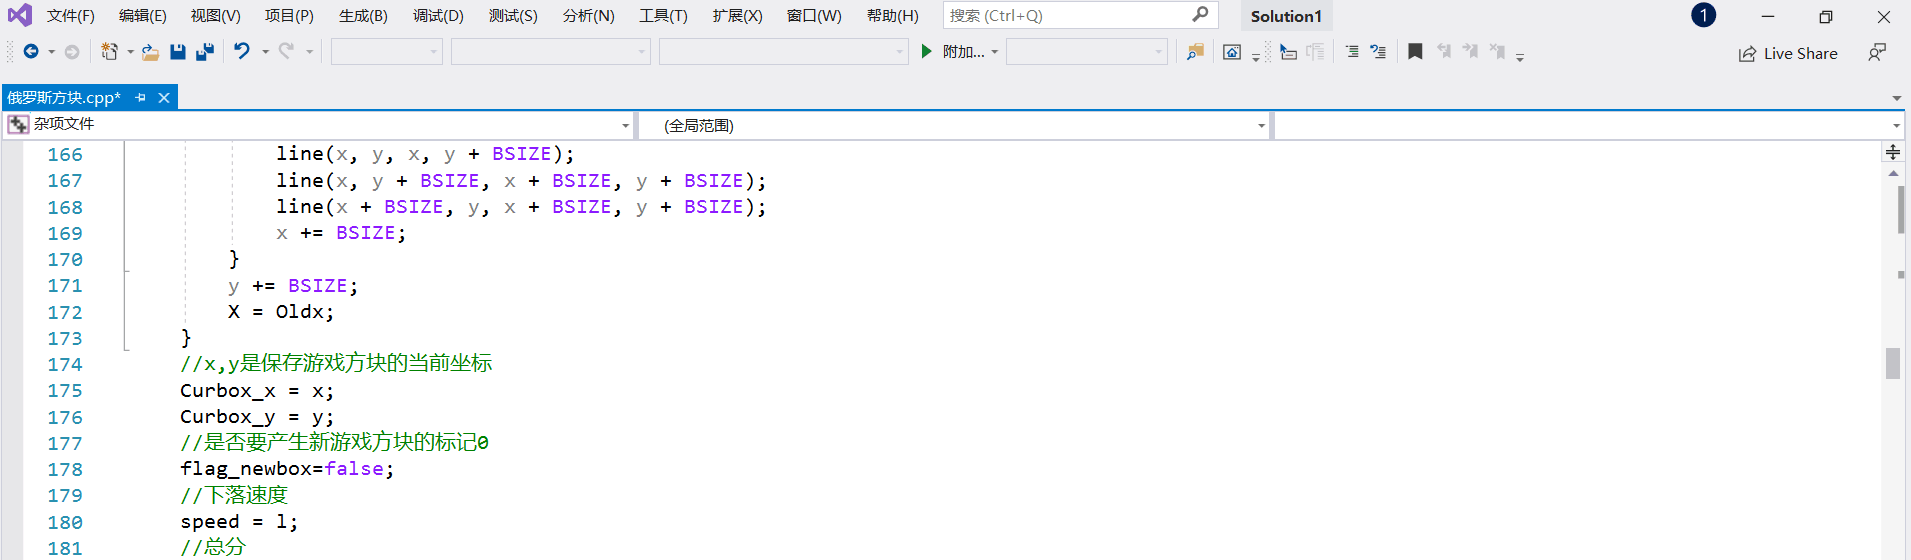 文件(F) 编辑(E) 视图(V) 项目(P) 生成(B) 调试(D) 测试(S) 分析(N) 工具(T) 扩展(X) 窗口(W) 帮助(H) 搜索 (Ctrl+Q) Solution1 1
附加... Live Share
俄罗斯方块.cpp*
杂项文件 (全局范围)
166 line(x, y, x, y + BSIZE);
167 line(x, y + BSIZE, x + BSIZE, y + BSIZE);
168 line(x + BSIZE, y, x + BSIZE, y + BSIZE);
169 x += BSIZE;
170 }
171 y += BSIZE;
172 X = Oldx;
173 }
174 //x,y是保存游戏方块的当前坐标
175 Curbox_x = x;
176 Curbox_y = y;
177 //是否要产生新游戏方块的标记0
178 flag_newbox=false;
179 //下落速度
180 speed = l;
181 //总分